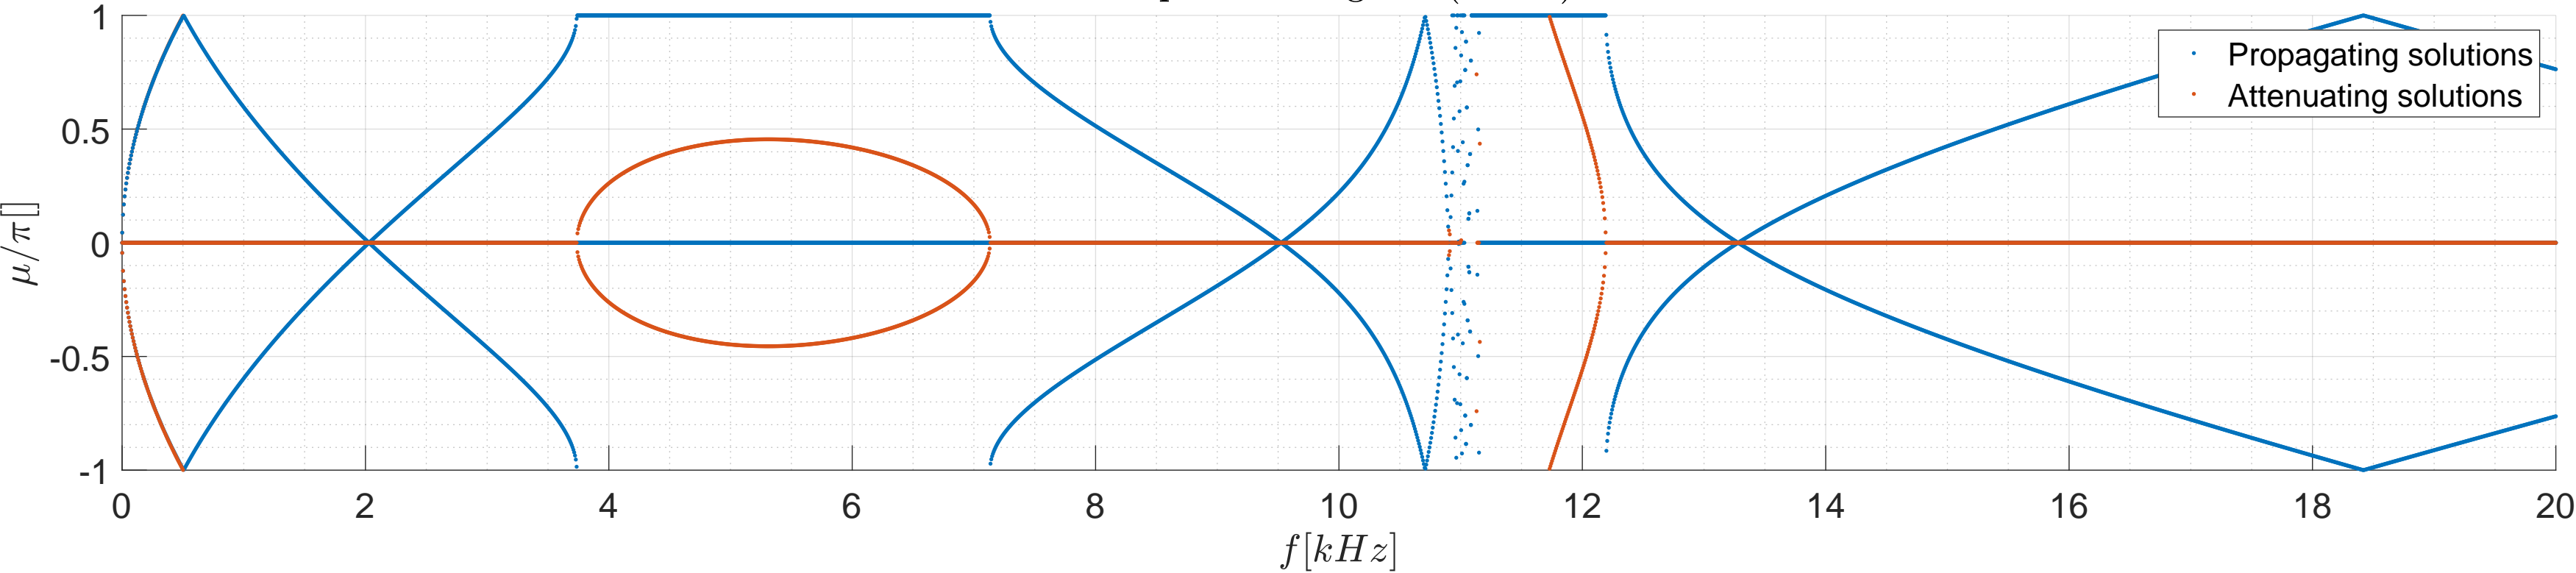 1
0.5
0
-0.5
-1
μ/π[]
Propagating solutions
Attenuating solutions
0 2 4 6 8 10 12 14 16 18 20
f[kHz]